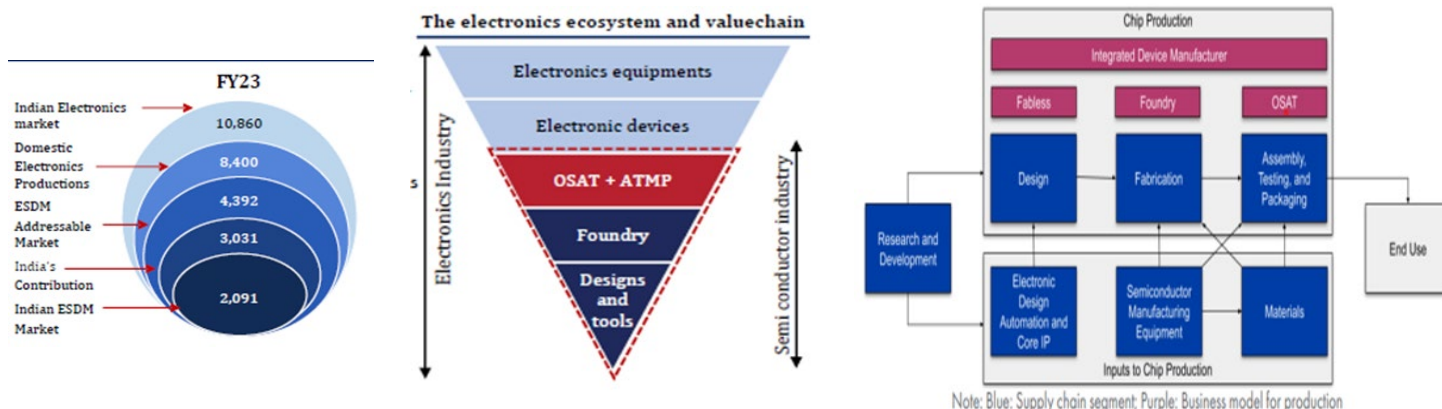 FY23
Indian Electronics
market
Domestic
Electronics
Productions
ESDM
Addressable
Market
India's
Contribution
Indian ESDM
Market
10,860
8,400
4,392
3,031
2,091
The electronics ecosystem and valuechain
s
Electronics Industry
Electronics equipments
Electronic devices
OSAT + ATMP
Foundry
Designs
and
tools
Semi conductor industry
Chip Production
Integrated Device Manufacturer
Fabless
Foundry
OSAT
Design
Fabrication
Assembly,
Testing, and
Packaging
Research and
Development
End Use
Electronic
Design
Automation and
Core IP
Semiconductor
Manufacturing
Equipment
Materials
Inputs to Chip Production
Note: Blue: Supply chain segment; Purple: Business model for production